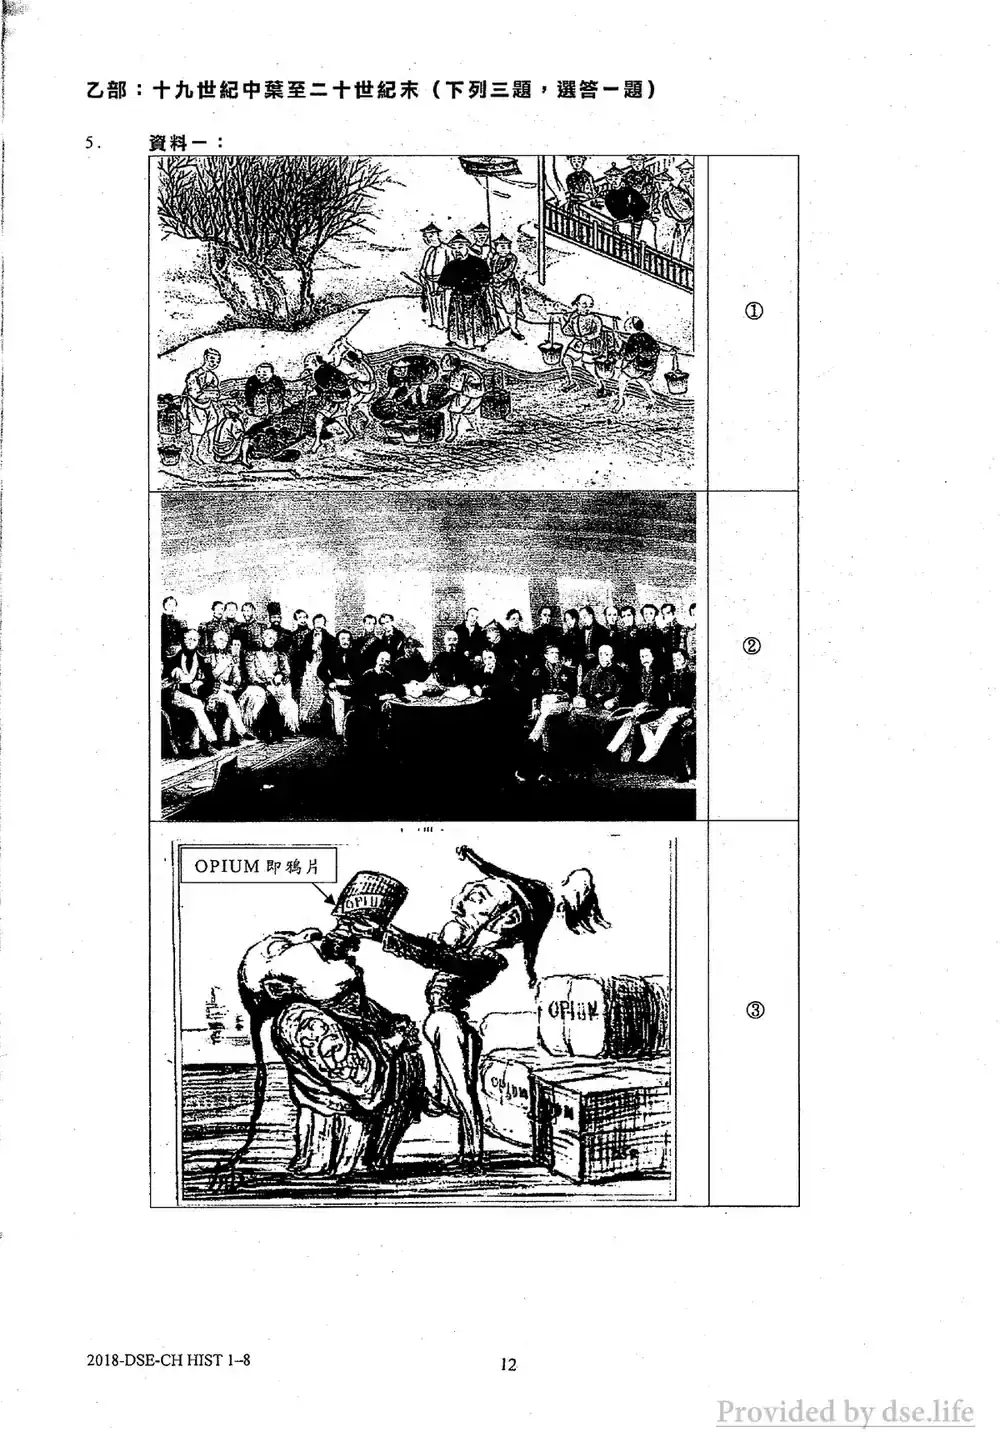 乙部：十九世紀中葉至二十世紀末（下列三題，選答一題）
5. 資料一：
①
②
OPIUM 即鴉片
OPIUM
OPIUM
OPIUM
③
2018-DSE-CH HIST 1–8
12
Provided by dse.life